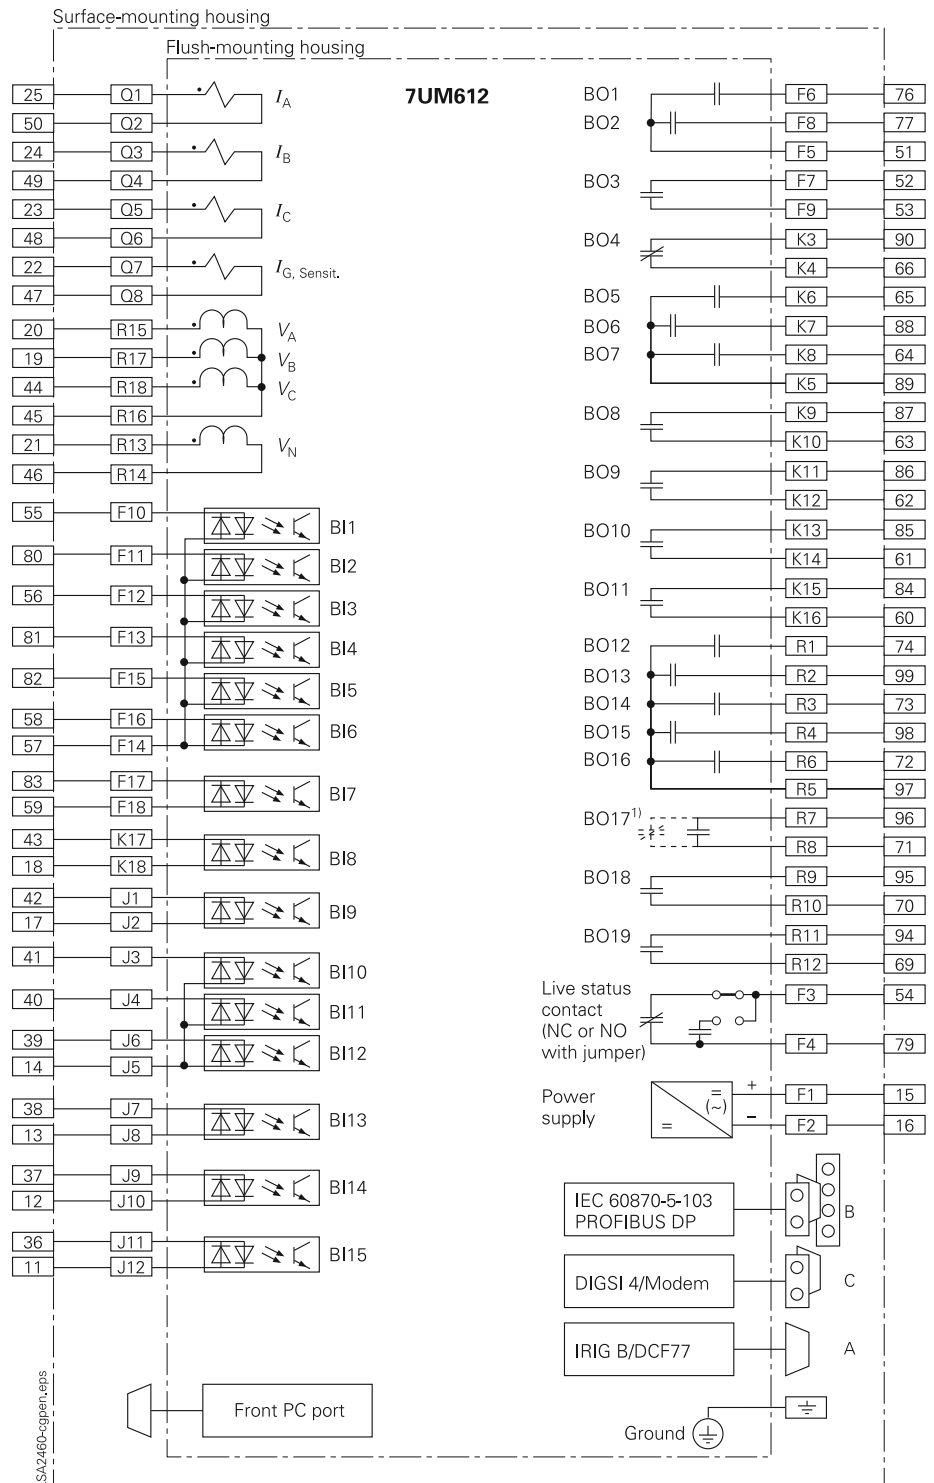 Surface-mounting housing
Flush-mounting housing
7UM612
25 Q1 I_A BO1 F6 76
50 Q2 BO2 F8 77
24 Q3 I_B F5 51
49 Q4 BO3 F7 52
23 Q5 I_C F9 53
48 Q6 BO4 K3 90
22 Q7 I_G, Sensit. K4 66
47 Q8 BO5 K6 65
20 R15 V_A BO6 K7 88
19 R17 V_B BO7 K8 64
44 R18 V_C K5 89
45 R16 BO8 K9 87
21 R13 V_N K10 63
46 R14 BO9 K11 86
K12 62
55 F10 BI1 BO10 K13 85
80 F11 BI2 K14 61
56 F12 BI3 BO11 K15 84
K16 60
81 F13 BI4 BO12 R1 74
82 F15 BI5 BO13 R2 99
BO14 R3 73
58 F16 BI6 BO15 R4 98
57 F14 BO16 R6 72
83 F17 BI7 R5 97
59 F18 BO17 1) R7 96
43 K17 BI8 R8 71
18 K18 BO18 R9 95
42 J1 BI9 R10 70
17 J2 BO19 R11 94
41 J3 BI10 R12 69
40 J4 BI11 Live status F3 54
contact
(NC or NO
39 J6 BI12 with jumper) F4 79
14 J5
38 J7 BI13 Power + F1 15
13 J8 supply = (~) = – F2 16
37 J9 BI14 IEC 60870-5-103 B
12 J10 PROFIBUS DP
36 J11 BI15 DIGSI 4/Modem C
11 J12
IRIG B/DCF77 A
Front PC port
Ground
LSA2460-cgpen.eps